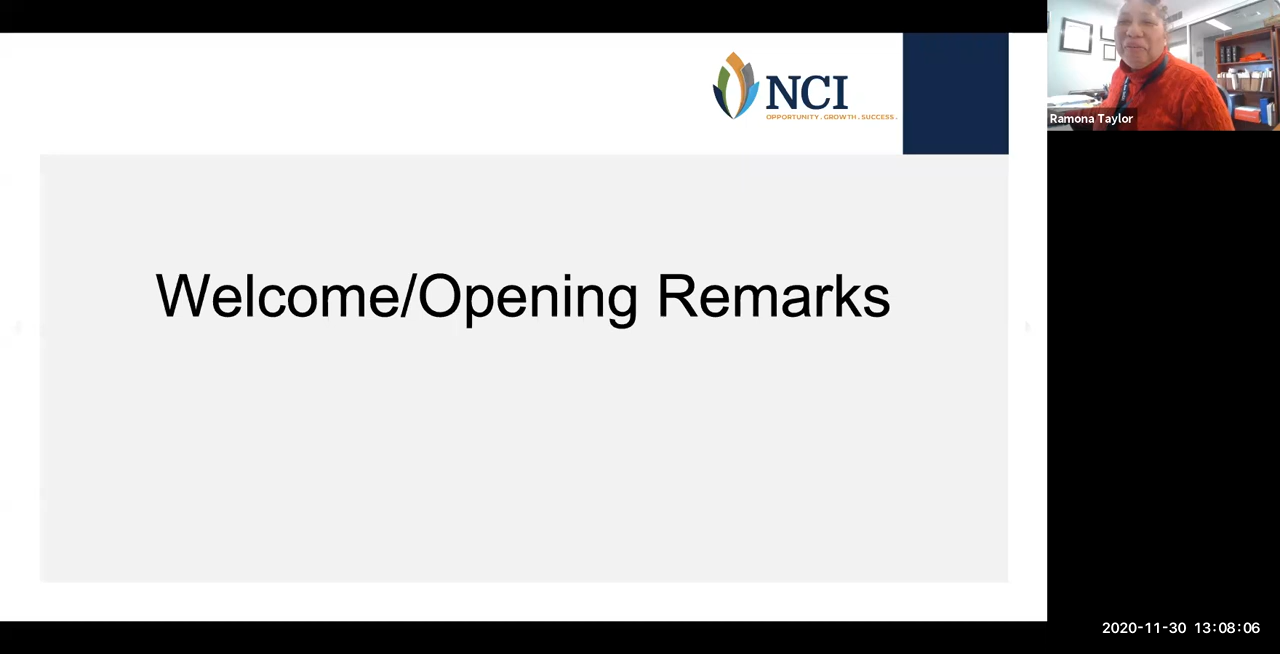 NCI
OPPORTUNITY. GROWTH. SUCCESS.
Ramona Taylor
Welcome/Opening Remarks
2020-11-30 13:08:06